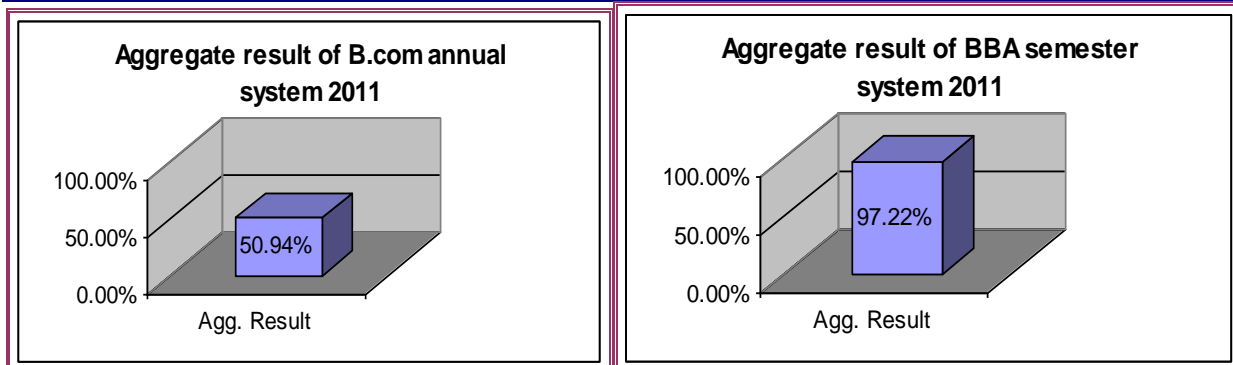 Aggregate result of B.com annual
system 2011
100.00%
50.00%
0.00%
50.94%
Agg. Result
Aggregate result of BBA semester
system 2011
100.00%
50.00%
0.00%
97.22%
Agg. Result